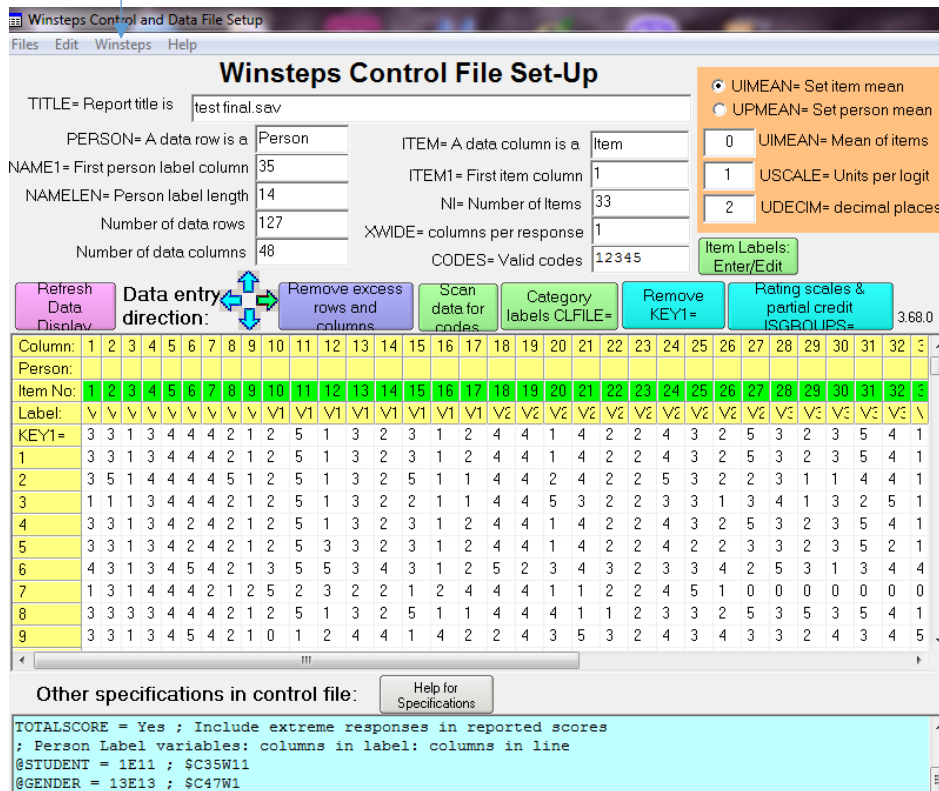 Winsteps Control and Data File Setup
Files Edit Winsteps Help
Winsteps Control File Set-Up
TITLE= Report title is test final.sav
PERSON= A data row is a Person
NAME1= First person label column 35
NAMELEN= Person label length 14
Number of data rows 127
Number of data columns 48
ITEM= A data column is a Item
ITEM1= First item column 1
NI= Number of Items 33
XWIDE= columns per response 1
CODES= Valid codes 12345
UIMEAN= Set item mean
UPMEAN= Set person mean
0 UIMEAN= Mean of items
1 USCALE= Units per logit
2 UDECIM= decimal places
Item Labels: Enter/Edit
Refresh Data Display
Data entry direction:
Remove excess rows and columns
Scan data for codes
Category labels CLFILE=
Remove KEY1=
Rating scales & partial credit ISGROUPS=
3.68.0
Column: 1 2 3 4 5 6 7 8 9 10 11 12 13 14 15 16 17 18 19 20 21 22 23 24 25 26 27 28 29 30 31 32
Person:
Item No: 1 2 3 4 5 6 7 8 9 10 11 12 13 14 15 16 17 18 19 20 21 22 23 24 25 26 27 28 29 30 31 32
Label: V V V V V V V V V V1 V1 V1 V1 V1 V1 V1 V1 V1 V1 V2 V2 V2 V2 V2 V2 V2 V2 V2 V2 V3 V3 V3
KEY1= 3 3 1 3 4 4 4 2 1 2 5 1 3 2 3 1 2 4 4 1 4 2 2 4 3 2 5 3 2 3 5 4 1
1 3 3 1 3 4 4 4 2 1 2 5 1 3 2 3 1 2 4 4 1 4 2 2 4 3 2 5 3 2 3 5 4 1
2 3 5 1 4 4 4 4 5 1 2 5 1 3 2 5 1 1 4 4 2 4 2 2 5 3 2 2 3 1 1 4 4 1
3 1 1 1 3 4 4 4 2 1 2 5 1 3 2 2 1 1 4 4 5 3 2 2 3 3 1 3 4 1 3 2 5 1
4 3 3 1 3 4 2 4 2 1 2 5 1 3 2 3 1 2 4 4 1 4 2 2 4 3 2 5 3 2 3 5 4 1
5 3 3 1 3 4 2 4 2 1 2 5 3 3 2 3 1 2 4 4 1 4 2 2 4 2 2 3 3 2 3 5 2 1
6 4 3 1 3 4 5 4 2 1 3 5 5 3 4 3 1 2 5 2 3 4 3 2 3 3 4 2 5 3 1 3 4 4
7 1 3 1 4 4 4 2 1 2 5 2 3 2 2 1 2 4 4 4 1 1 2 2 4 5 1 0 0 0 0 0 0 0
8 3 3 3 3 4 4 4 2 1 2 5 1 3 2 5 1 1 2 4 4 4 1 1 2 3 3 2 5 3 5 3 5 4 1
9 3 3 1 3 4 5 4 2 1 0 1 2 4 4 1 4 2 2 4 3 5 3 2 4 3 4 3 3 2 4 3 4 5
Other specifications in control file:
Help for Specifications
TOTALSCORE = Yes ; Include extreme responses in reported scores
; Person Label variables: columns in label: columns in line
@STUDENT = 1E11 ; $C35W11
@GENDER = 13E13 ; $C47W1